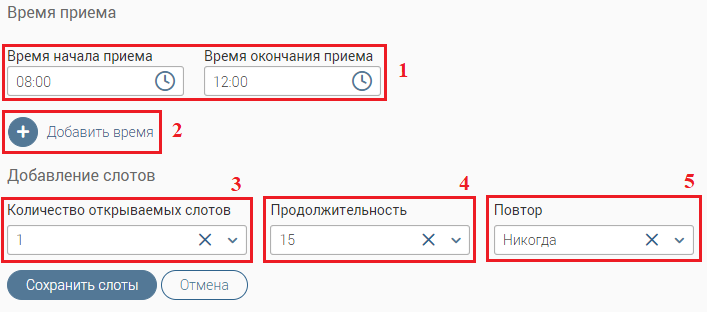 Время приема
Время начала приема Время окончания приема
08:00 12:00 1
Добавить время 2
Добавление слотов
3 4 5
Количество открываемых слотов Продолжительность Повтор
1 15 Никогда
Сохранить слоты Отмена